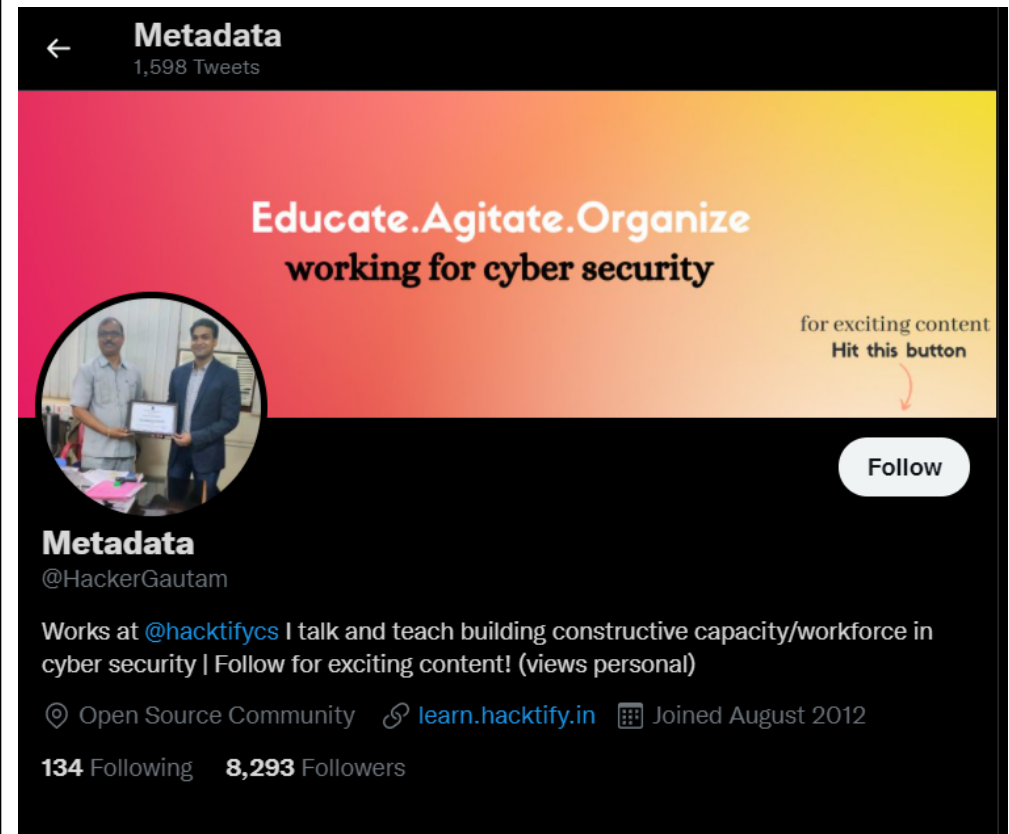 Metadata
1,598 Tweets
Educate.Agitate.Organize
working for cyber security
for exciting content
Hit this button
Follow
Metadata
@HackerGautam
Works at @hacktifycs I talk and teach building constructive capacity/workforce in
cyber security | Follow for exciting content! (views personal)
Open Source Community learn.hacktify.in Joined August 2012
134 Following 8,293 Followers